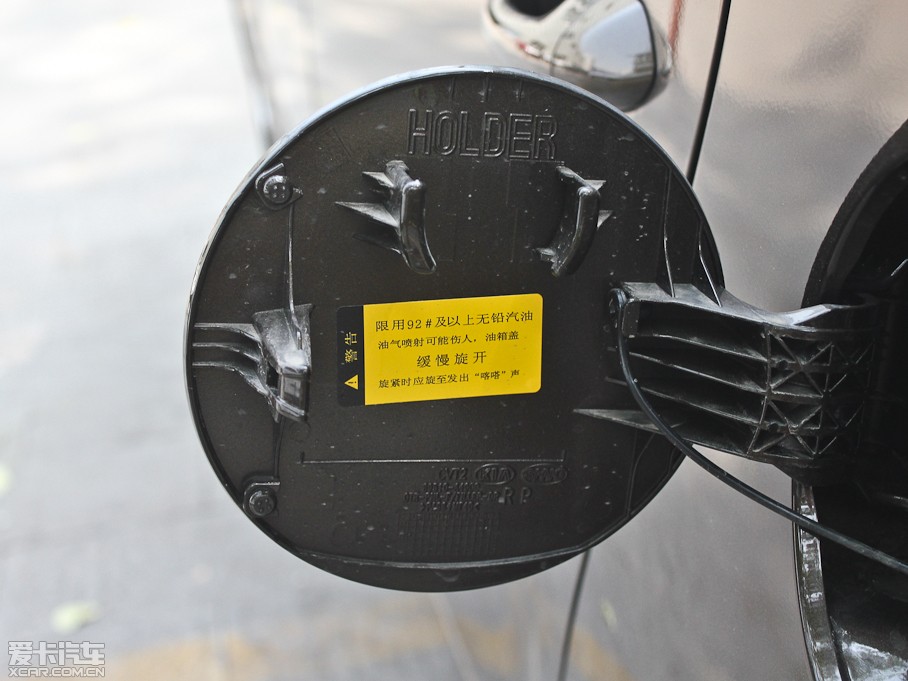 HOLDER
警告
限用92#及以上无铅汽油
油气喷射可能伤人，油箱盖
缓慢旋开
旋紧时应旋至发出“喀嗒”声
KIA
RP
爱卡汽车
XCAR.COM.CN